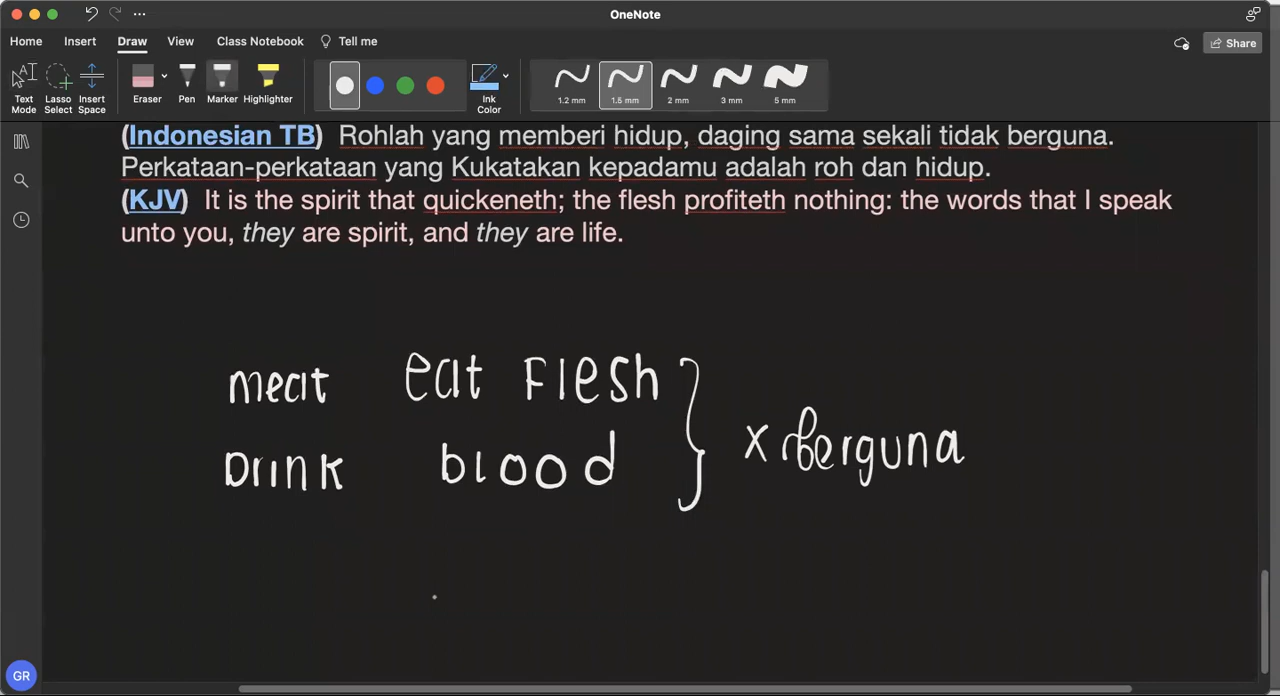 OneNote
Home Insert Draw View Class Notebook Tell me
Share
Text Mode
Lasso Select
Insert Space
Eraser
Pen
Marker
Highlighter
Ink Color
1.2 mm
1.5 mm
2 mm
3 mm
5 mm
(Indonesian TB) Rohlah yang memberi hidup, daging sama sekali tidak berguna.
Perkataan-perkataan yang Kukatakan kepadamu adalah roh dan hidup.
(KJV) It is the spirit that quickeneth; the flesh profiteth nothing: the words that I speak
unto you, they are spirit, and they are life.
meat eat Flesh
Drink blood
x berguna
GR